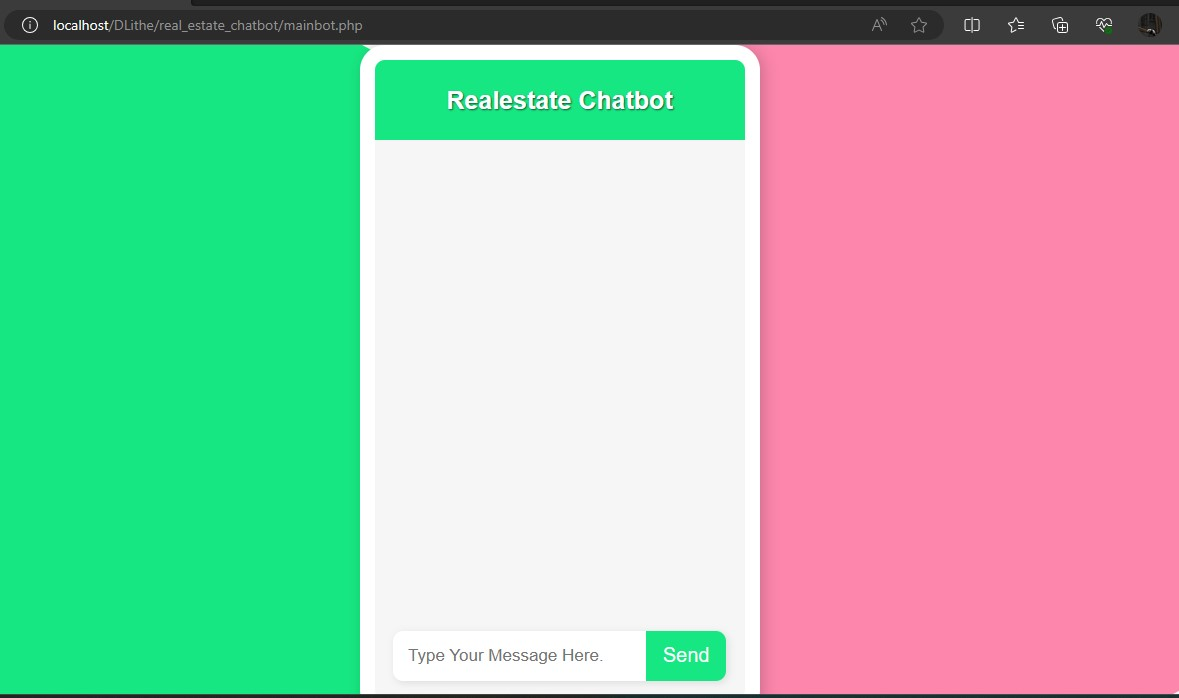 localhost/DLithe/real_estate_chatbot/mainbot.php
Realestate Chatbot
Type Your Message Here.
Send